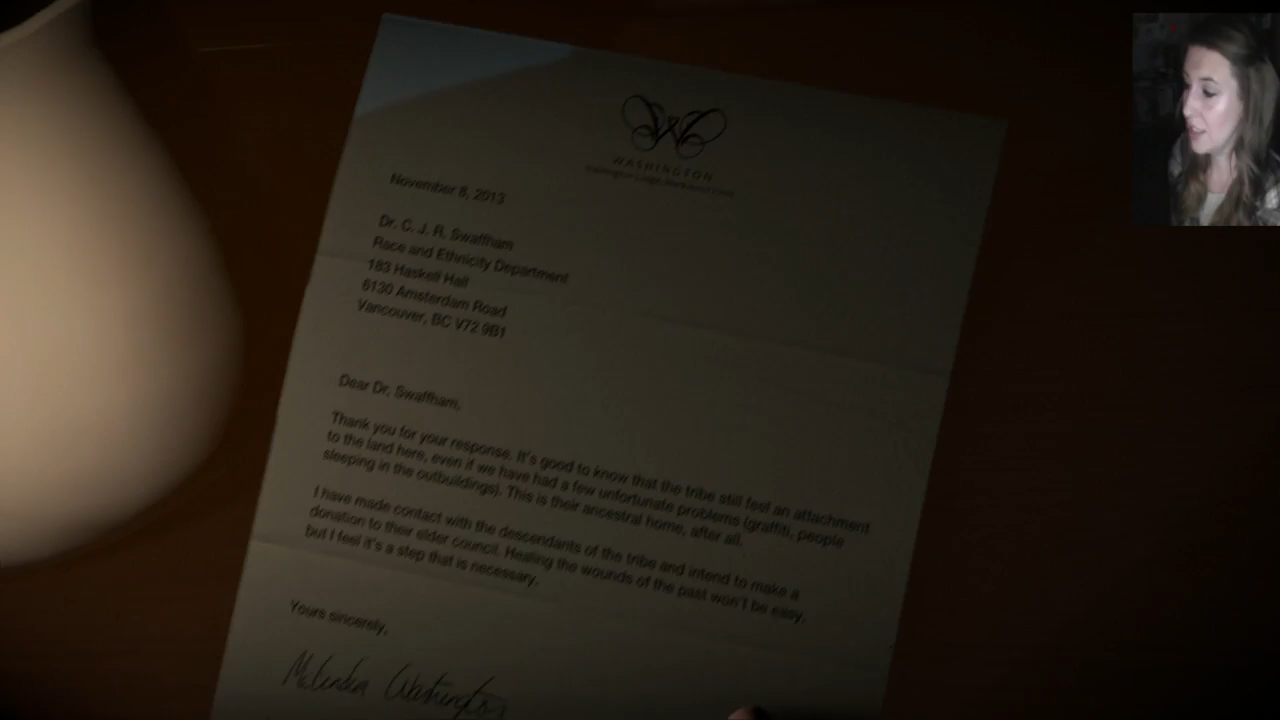 W
WASHINGTON
November 8, 2013
Dr. C. J. R. Swaffham
Race and Ethnicity Department
183 Haskell Hall
6130 Amsterdam Road
Vancouver, BC V72 9B1
Dear Dr. Swaffham,
Thank you for your response. It's good to know that the tribe still feel an attachment
to the land here, even if we have had a few unfortunate problems (graffiti, people
sleeping in the outbuildings). This is their ancestral home, after all.
I have made contact with the descendants of the tribe and intend to make a
donation to their elder council. Healing the wounds of the past won't be easy,
but I feel it's a step that is necessary.
Yours sincerely,
Melinda Washington